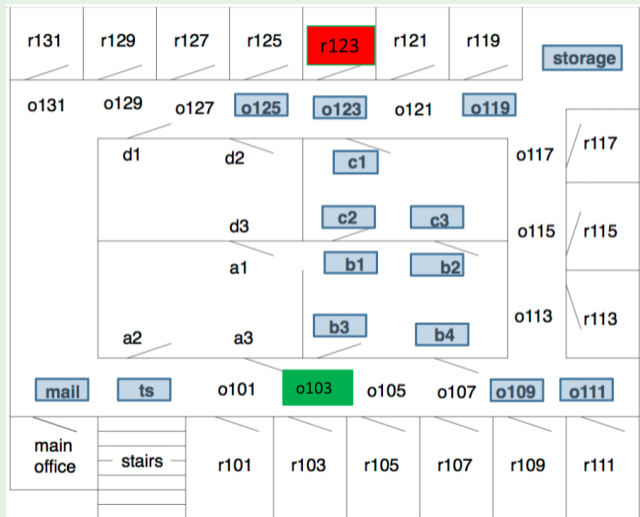 r131 r129 r127 r125 r123 r121 r119
storage
o131 o129 o127 o125 o123 o121 o119
r117
d1 d2 c1 o117
d3 c2 c3 o115 r115
a1 b1 b2
o113 r113
a2 a3 b3 b4
mail ts o101 o103 o105 o107 o109 o111
main
office
stairs r101 r103 r105 r107 r109 r111